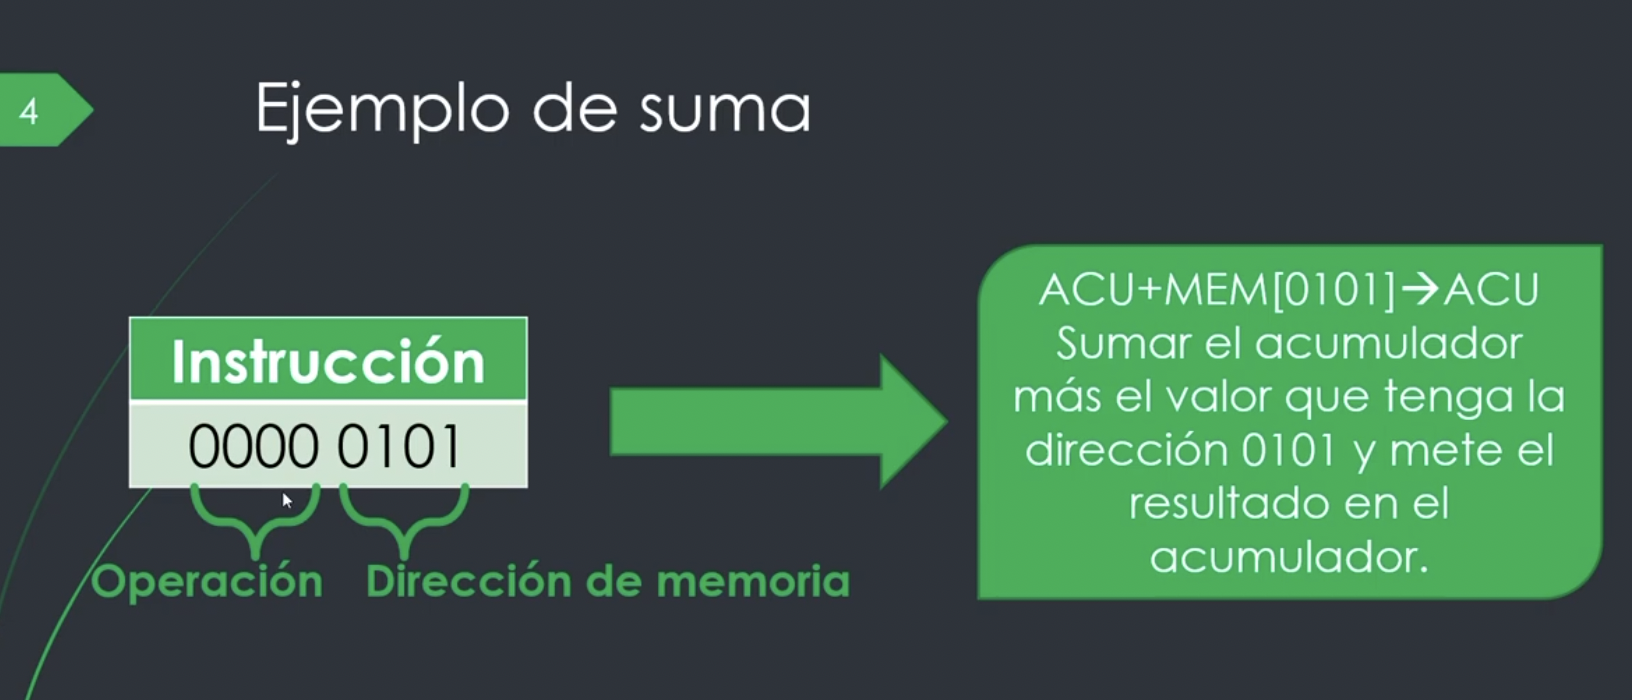 4
Ejemplo de suma
Instrucción
0000 0101
Operación
Dirección de memoria
ACU+MEM[0101]→ACU
Sumar el acumulador
más el valor que tenga la
dirección 0101 y mete el
resultado en el
acumulador.